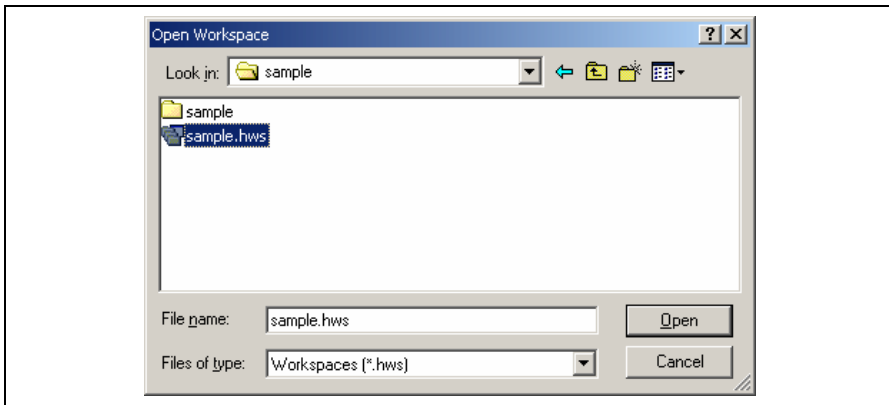 Open Workspace
Look in: sample
sample
sample.hws
File name: sample.hws
Open
Files of type: Workspaces (*.hws)
Cancel